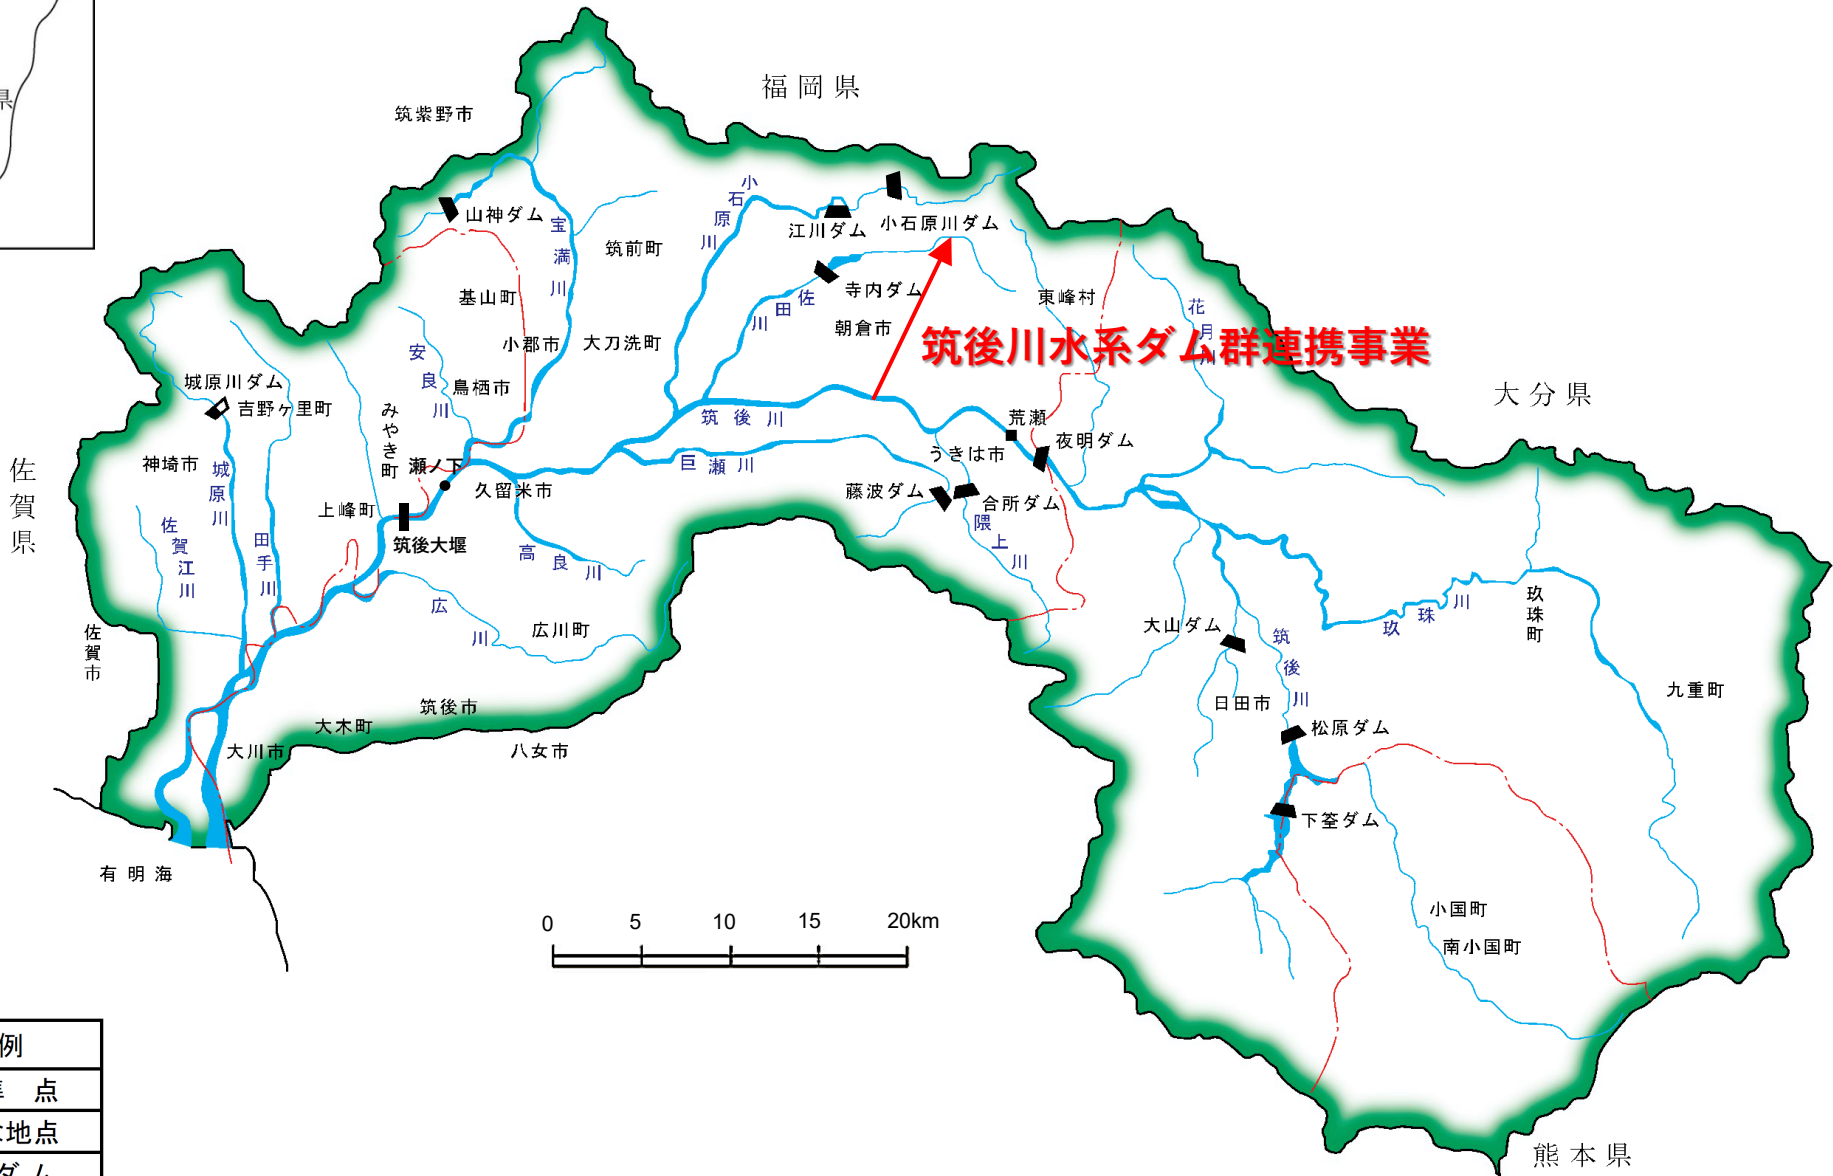 県
福岡県
筑紫野市
山神ダム
宝満川
筑前町
小石原川
江川ダム
小石原川ダム
寺内ダム
佐田川
朝倉市
東峰村
花月川
筑後川水系ダム群連携事業
基山町
小郡市
大刀洗町
安良川
鳥栖市
城原川ダム
吉野ヶ里町
みやき町
大分県
筑後川
荒瀬
夜明ダム
うきは市
佐賀県
神埼市
城原川
瀬ノ下
久留米市
巨瀬川
藤波ダム
合所ダム
隈上川
上峰町
筑後大堰
佐賀江川
田手川
高良川
広川
広川町
佐賀市
大山ダム
筑後川
玖珠川
玖珠町
九重町
日田市
松原ダム
下筌ダム
筑後市
大木町
大川市
八女市
有明海
小国町
南小国町
0 5 10 15 20km
熊本県
例
点
地点
ダム